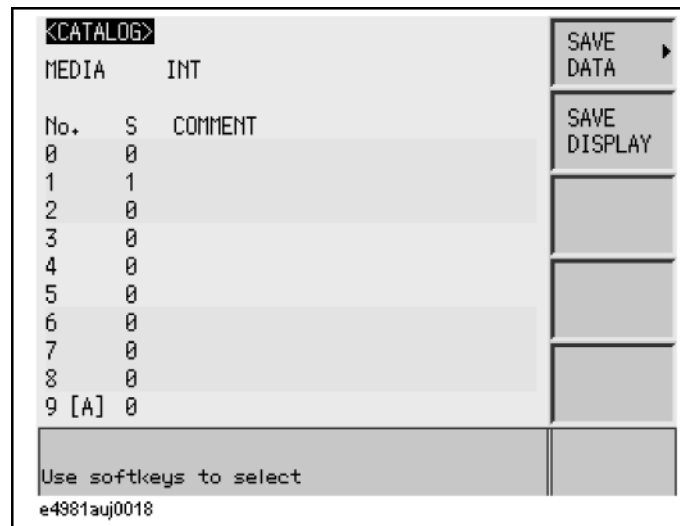 <CATALOG>
MEDIA INT
No. S COMMENT
0 0
1 1
2 0
3 0
4 0
5 0
6 0
7 0
8 0
9 [A] 0
SAVE
DATA
SAVE
DISPLAY
Use softkeys to select
e4981auj0018